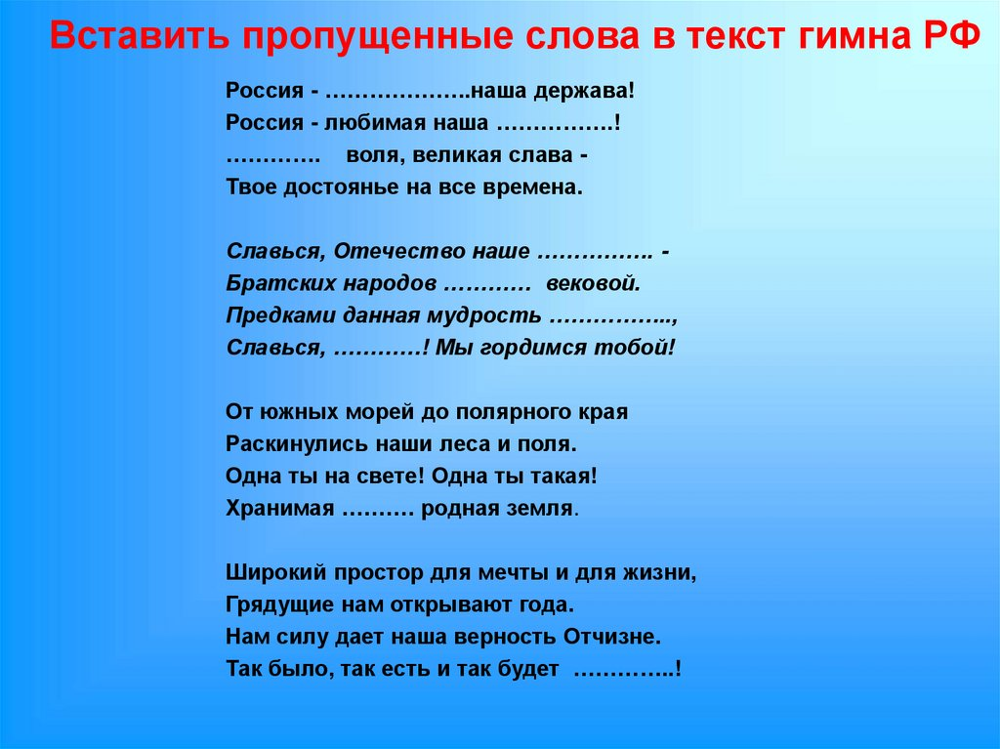 Вставить пропущенные слова в текст гимна РФ
Россия - ………………..наша держава!
Россия - любимая наша …………….!
…………. воля, великая слава -
Твое достоянье на все времена.
Славься, Отечество наше ……………. -
Братских народов ………… вековой.
Предками данная мудрость ……………..,
Славься, …………! Мы гордимся тобой!
От южных морей до полярного края
Раскинулись наши леса и поля.
Одна ты на свете! Одна ты такая!
Хранимая ………. родная земля.
Широкий простор для мечты и для жизни,
Грядущие нам открывают года.
Нам силу дает наша верность Отчизне.
Так было, так есть и так будет …………..!